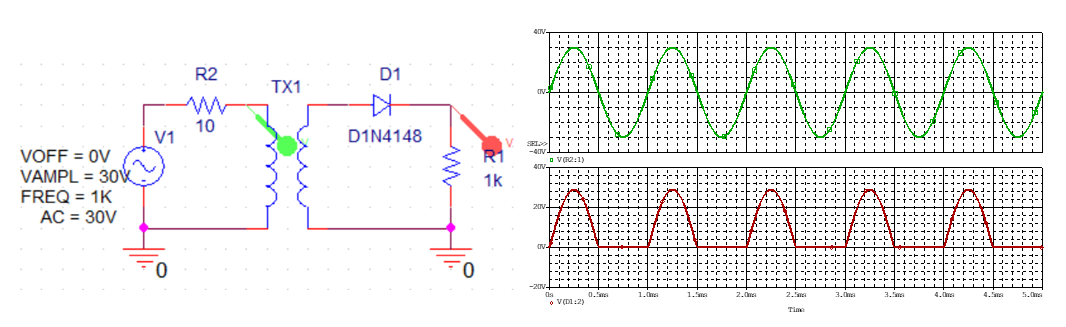 R2
10
TX1
D1
D1N4148
V1
VOFF = 0V
VAMPL = 30V
FREQ = 1K
AC = 30V
V
R1
1k
0
0
40V
0V
SEL>>
-40V
V(R2:1)
40V
20V
0V
-20V
0s 0.5ms 1.0ms 1.5ms 2.0ms 2.5ms 3.0ms 3.5ms 4.0ms 4.5ms 5.0ms
V(D1:2)
Time